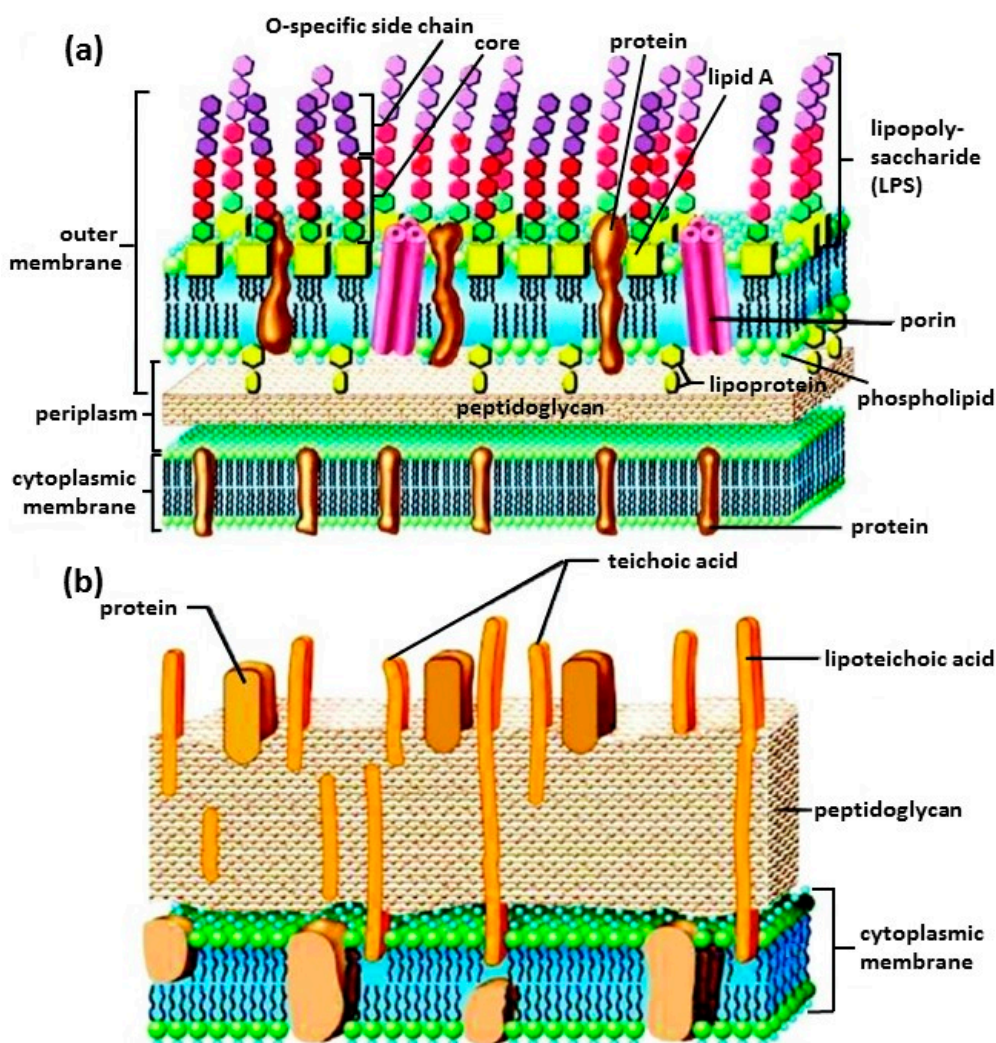 (a)
O-specific side chain
core
protein
lipid A
lipopoly-
saccharide
(LPS)
outer
membrane
porin
lipoprotein
phospholipid
peptidoglycan
periplasm
cytoplasmic
membrane
protein
(b)
teichoic acid
protein
lipoteichoic acid
peptidoglycan
cytoplasmic
membrane